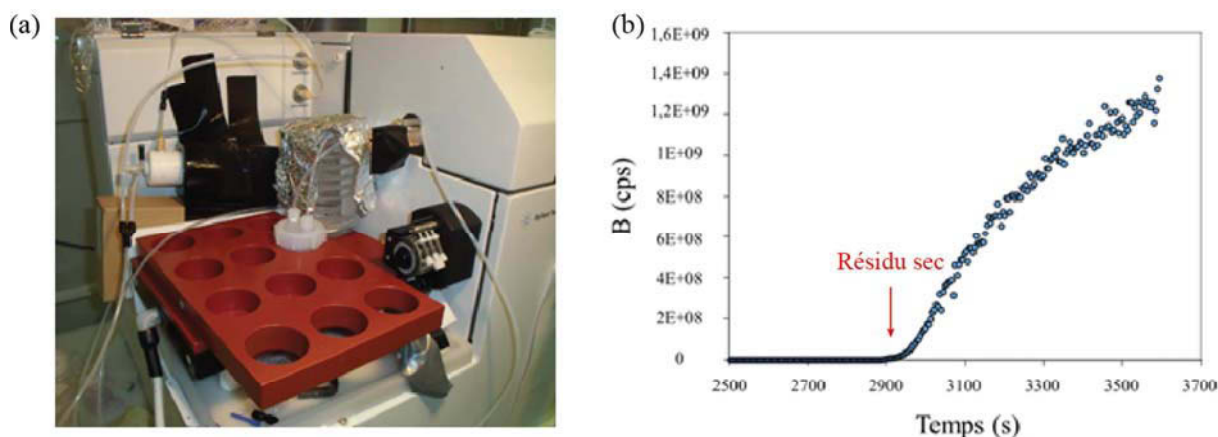 (a)
(b)
1,6E+09
1,4E+09
1,2E+09
1E+09
8E+08
6E+08
4E+08
2E+08
0
B (cps)
Résidu sec
2500
2700
2900
3100
3300
3500
3700
Temps (s)